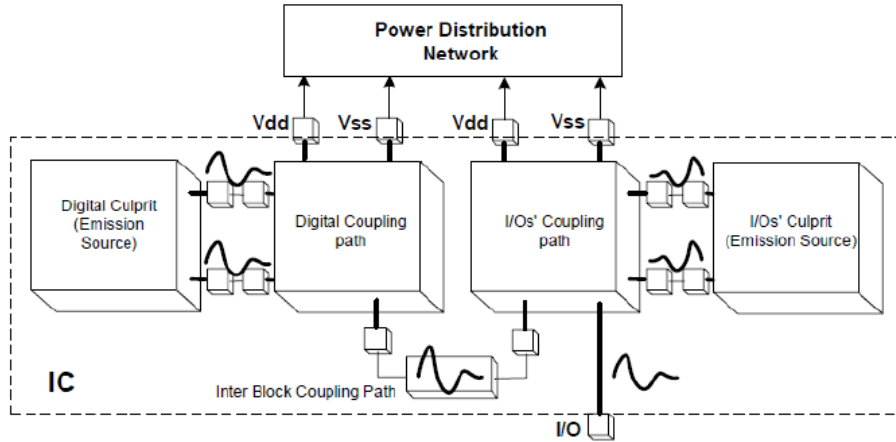 Power Distribution
Network
Vdd
Vss
Vdd
Vss
Digital Culprit
(Emission
Source)
Digital Coupling
path
I/Os' Coupling
path
I/Os' Culprit
(Emission Source)
IC
Inter Block Coupling Path
I/O